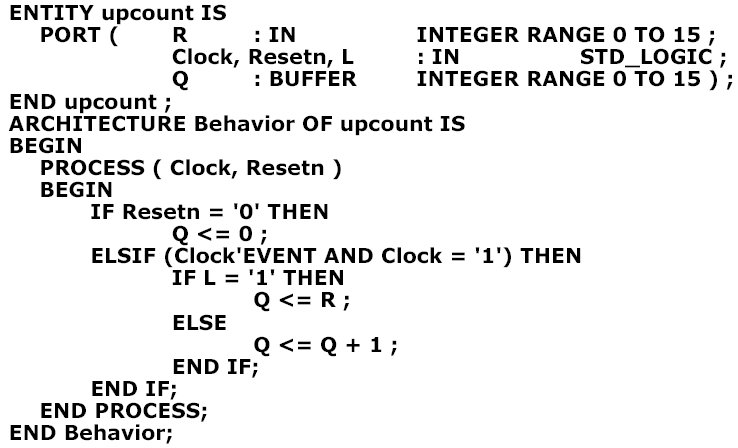 ENTITY upcount IS
PORT ( R : IN INTEGER RANGE 0 TO 15 ;
Clock, Resetn, L : IN STD_LOGIC ;
Q : BUFFER INTEGER RANGE 0 TO 15 ) ;
END upcount ;
ARCHITECTURE Behavior OF upcount IS
BEGIN
PROCESS ( Clock, Resetn )
BEGIN
IF Resetn = '0' THEN
Q <= 0 ;
ELSIF (Clock'EVENT AND Clock = '1') THEN
IF L = '1' THEN
Q <= R ;
ELSE
Q <= Q + 1 ;
END IF;
END IF;
END PROCESS;
END Behavior;